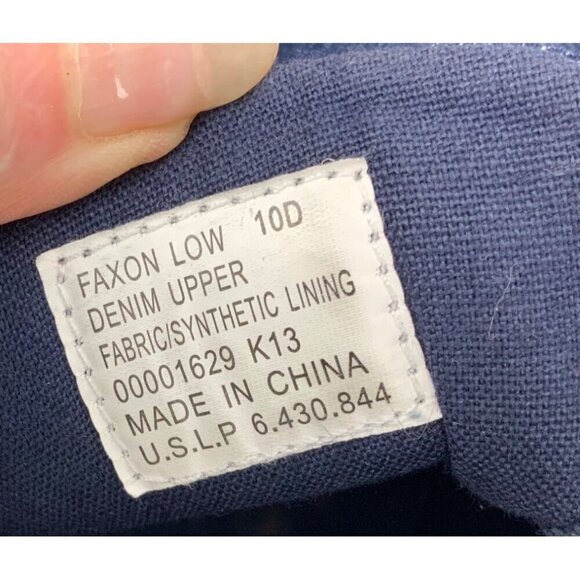 FAXON LOW 10D
DENIM UPPER
FABRIC/SYNTHETIC LINING
00001629 K13
MADE IN CHINA
U.S.L.P 6.430.844